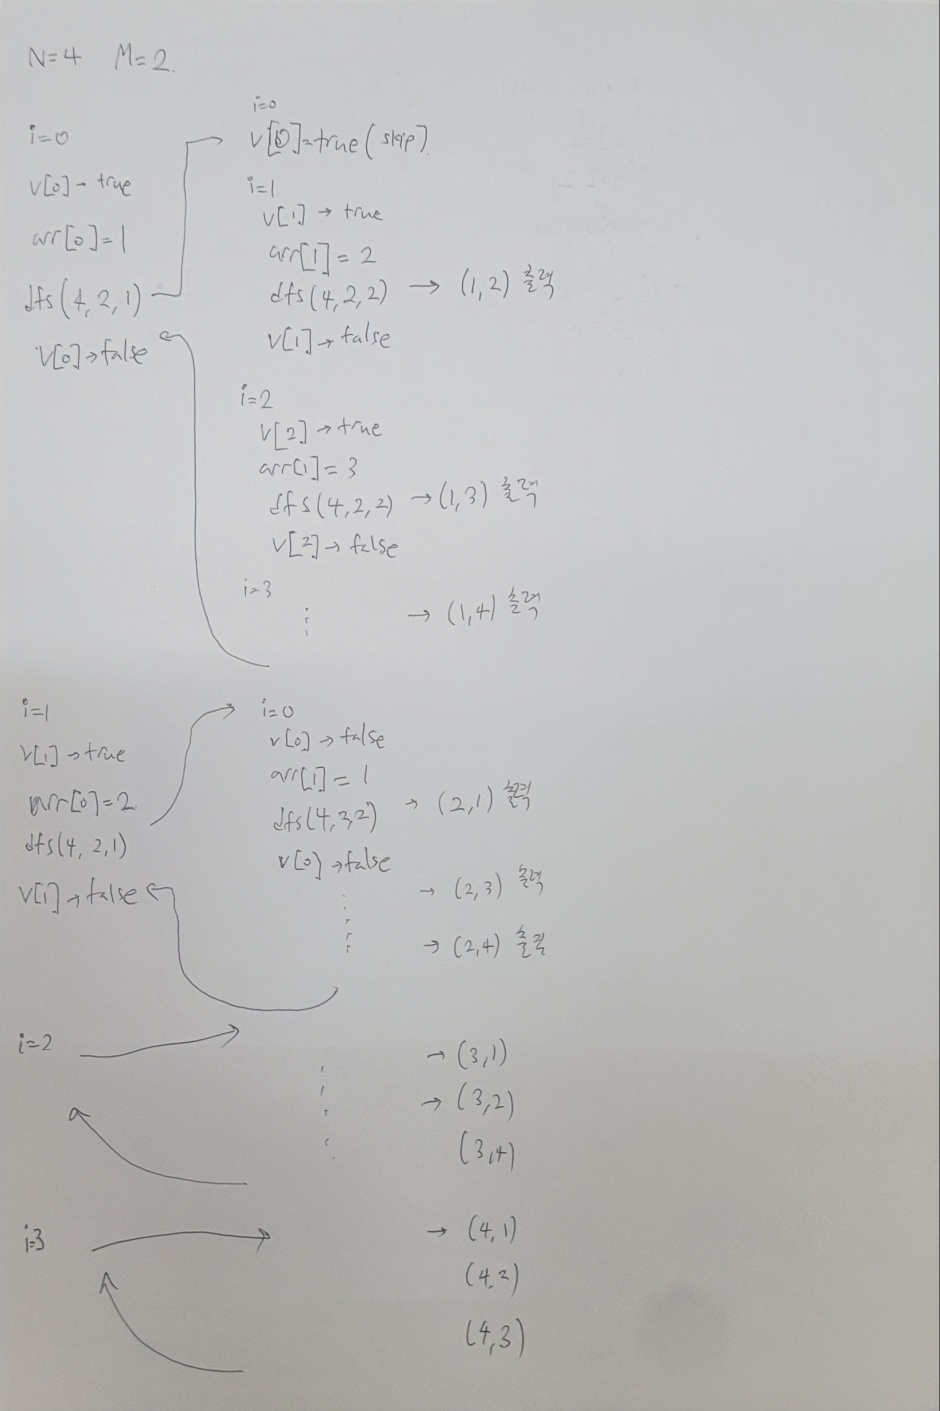 N=4 M=2.
i=0
v[0]→true
arr[0]=1
dfs(4,2,1)
v[0]→false
i=0
v[0]=true(skip)
i=1
v[1]→true
arr[1]=2
dfs(4,2,2) → (1,2) 출력
v[1]→false
i=2
v[2]→true
arr[1]=3
dfs(4,2,2) →(1,3) 출력
v[2]→false
i=3
→ (1,4) 출력
i=1
v[1]→true
arr[0]=2
dfs(4,2,1)
v[1]→false
i=0
v[0]→false
arr[1]=1
dfs(4,3,2) → (2,1) 출력
v[0]→false
→ (2,3) 출력
→ (2,4) 출력
i=2
→ (3,1)
→ (3,2)
(3,4)
i=3
→ (4,1)
(4,2)
(4,3)